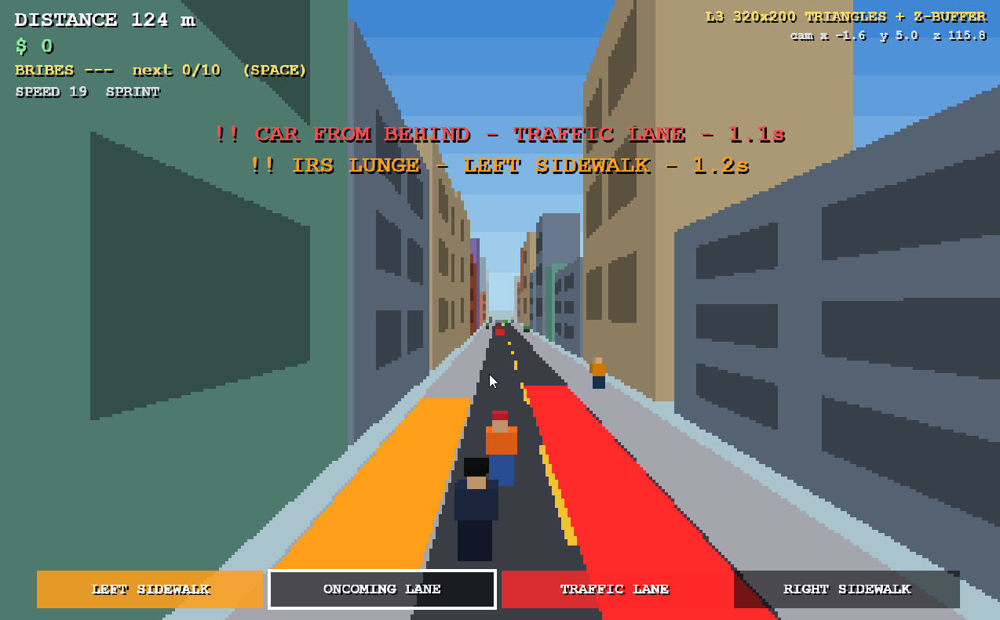 DISTANCE 124 m
$ 0
BRIBES --- next 0/10 (SPACE)
SPEED 19 SPRINT
L3 320x200 TRIANGLES + Z-BUFFER
cam x -1.6 y 5.0 z 115.8
!! CAR FROM BEHIND - TRAFFIC LANE - 1.1s
!! IRS LUNGE - LEFT SIDEWALK - 1.2s
LEFT SIDEWALK
ONCOMING LANE
TRAFFIC LANE
RIGHT SIDEWALK